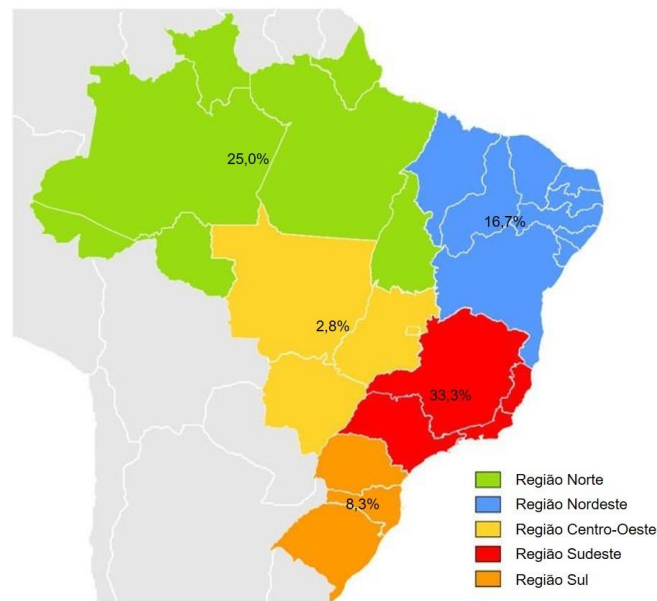 25,0%
16,7%
2,8%
33,3%
8,3%
Região Norte
Região Nordeste
Região Centro-Oeste
Região Sudeste
Região Sul